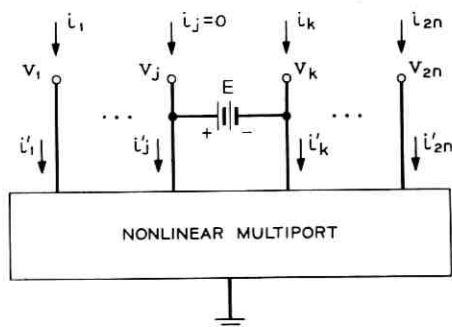 i1 ij=0 ik i2n
V1 Vj Vk V2n
E
... + − ...
i'1 i'j i'k i'2n
NONLINEAR MULTIPORT